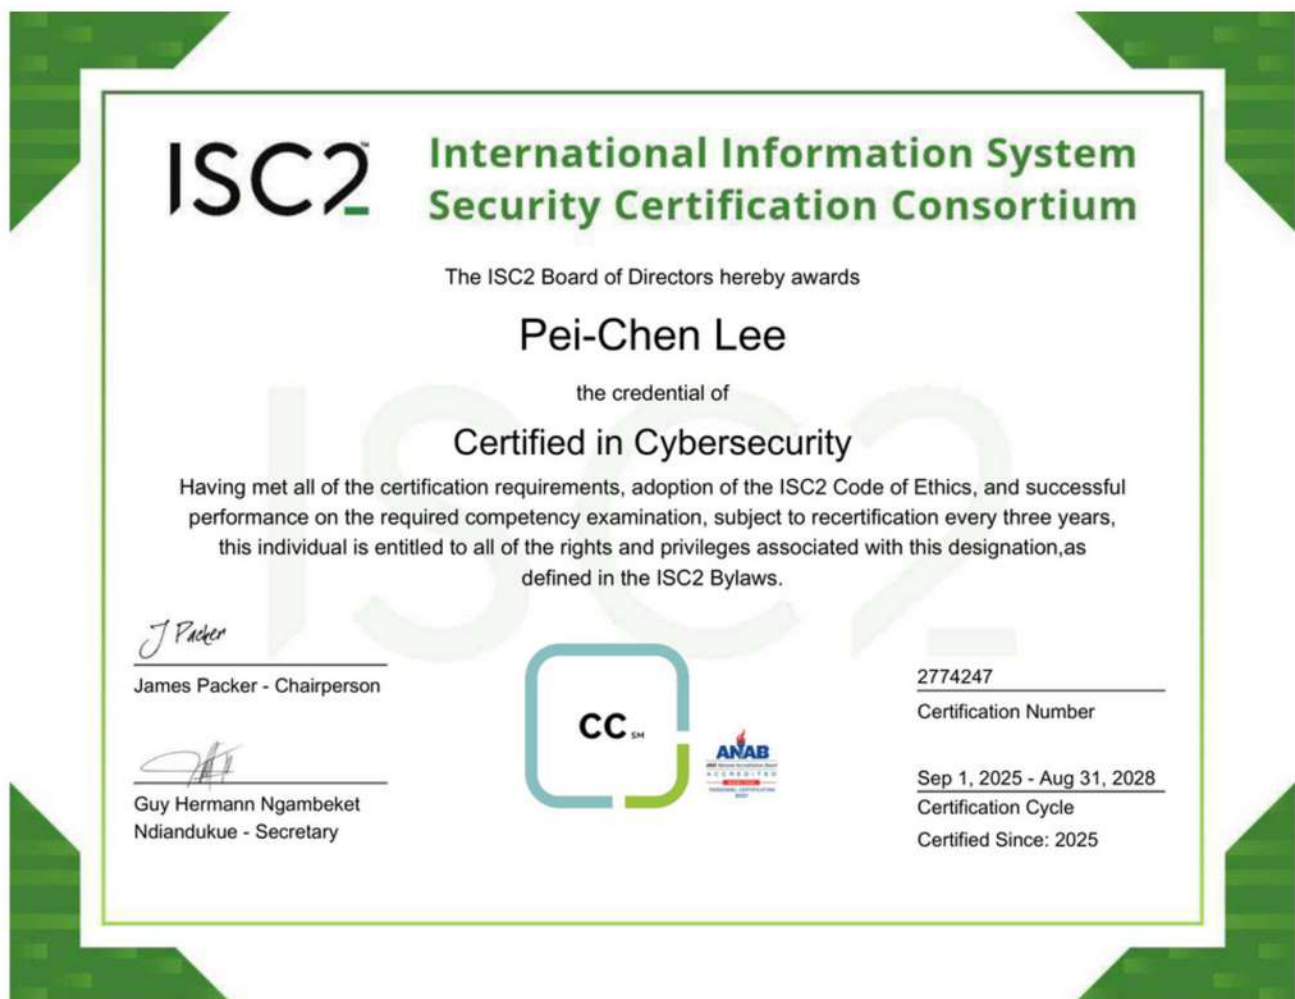 ISC2™
International Information System
Security Certification Consortium
The ISC2 Board of Directors hereby awards
Pei-Chen Lee
the credential of
Certified in Cybersecurity
Having met all of the certification requirements, adoption of the ISC2 Code of Ethics, and successful
performance on the required competency examination, subject to recertification every three years,
this individual is entitled to all of the rights and privileges associated with this designation,as
defined in the ISC2 Bylaws.
J Packer
James Packer - Chairperson
Guy Hermann Ngambeket
Ndiandukue - Secretary
CC SM
ANAB
ACCREDITED
PERSONNEL CERTIFICATION
2774247
Certification Number
Sep 1, 2025 - Aug 31, 2028
Certification Cycle
Certified Since: 2025
ISC2